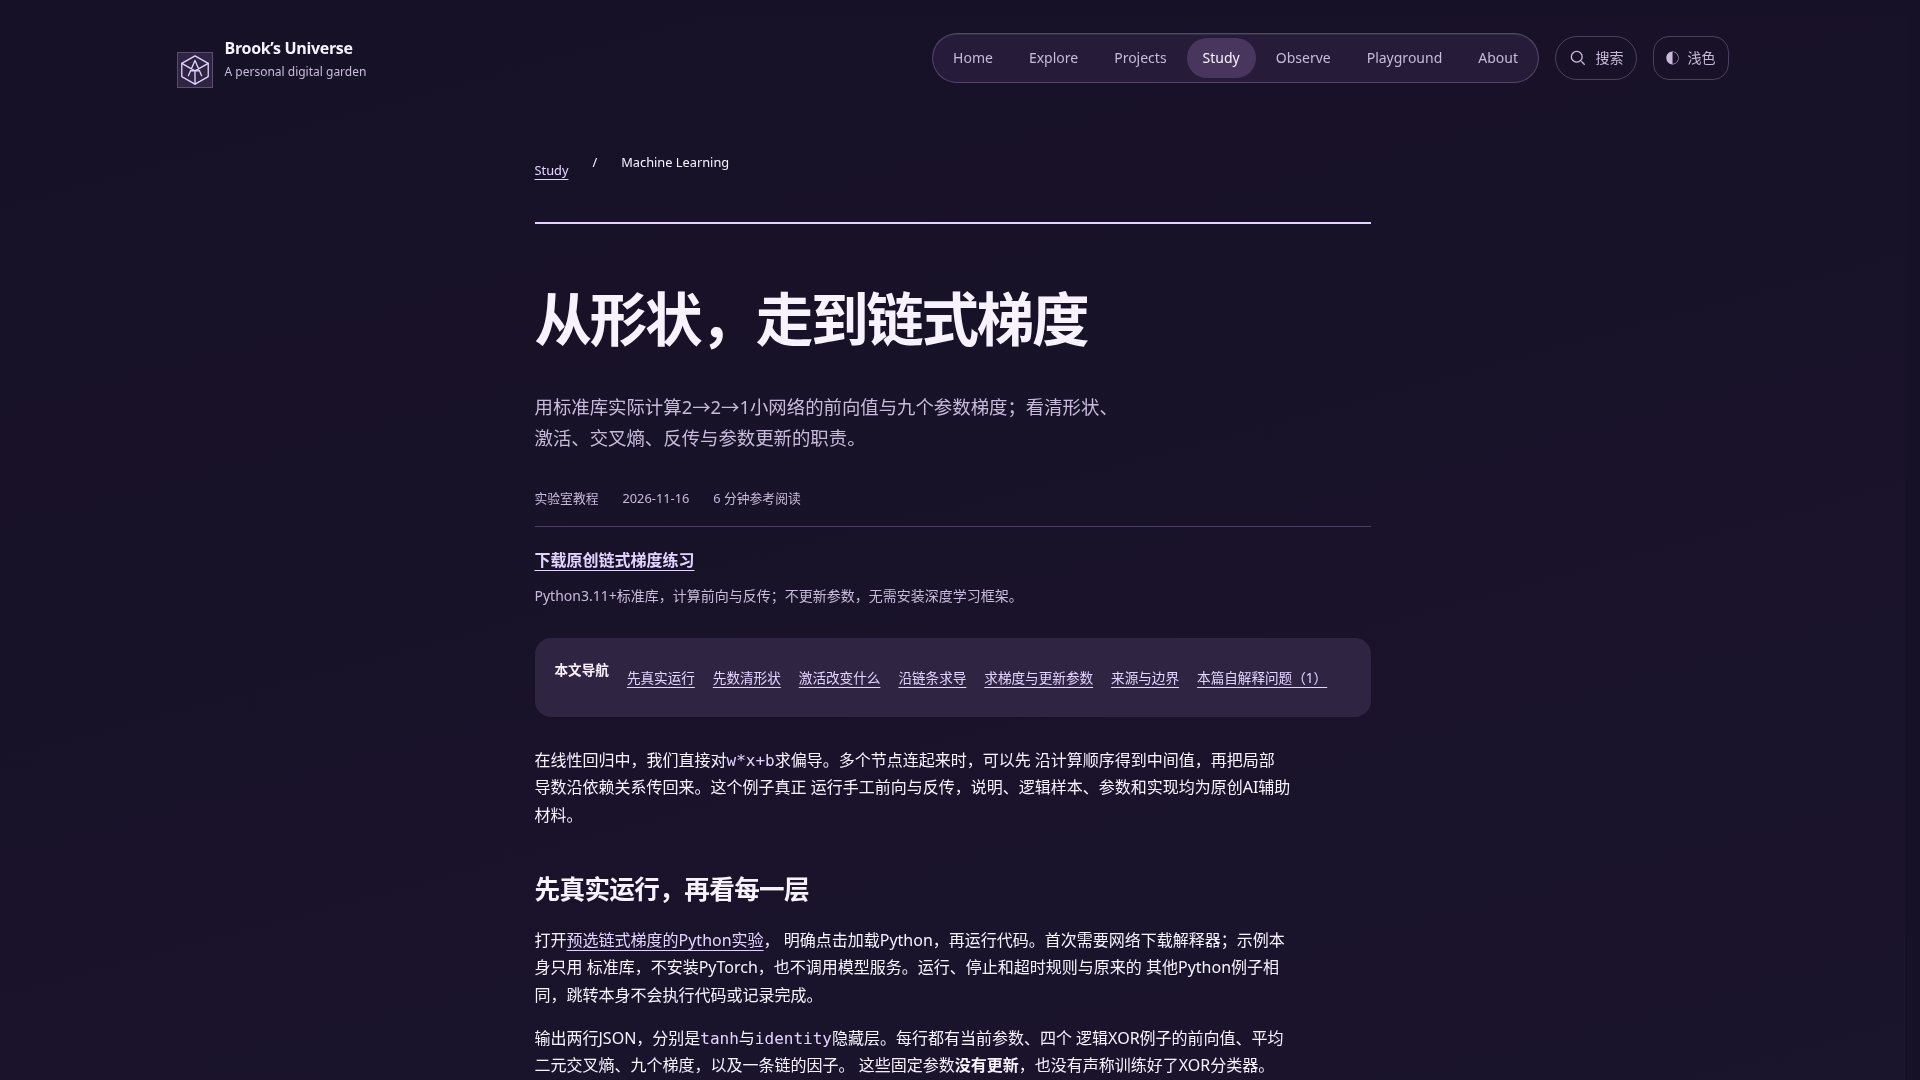 Brook’s Universe
A personal digital garden
Home Explore Projects Study Observe Playground About 搜索 浅色
Study / Machine Learning
从形状，走到链式梯度
用标准库实际计算2→2→1小网络的前向值与九个参数梯度；看清形状、
激活、交叉熵、反传与参数更新的职责。
实验室教程 2026-11-16 6 分钟参考阅读
下载原创链式梯度练习
Python3.11+标准库，计算前向与反传；不更新参数，无需安装深度学习框架。
本文导航 先真实运行 先数清形状 激活改变什么 沿链条求导 求梯度与更新参数 来源与边界 本篇自解释问题（1）
在线性回归中，我们直接对w*x+b求偏导。多个节点连起来时，可以先 沿计算顺序得到中间值，再把局部
导数沿依赖关系传回来。这个例子真正 运行手工前向与反传，说明、逻辑样本、参数和实现均为原创AI辅助
材料。
先真实运行，再看每一层
打开预选链式梯度的Python实验， 明确点击加载Python，再运行代码。首次需要网络下载解释器；示例本
身只用 标准库，不安装PyTorch，也不调用模型服务。运行、停止和超时规则与原来的 其他Python例子相
同，跳转本身不会执行代码或记录完成。
输出两行JSON，分别是tanh与identity隐藏层。每行都有当前参数、四个 逻辑XOR例子的前向值、平均
二元交叉熵、九个梯度，以及一条链的因子。 这些固定参数没有更新，也没有声称训练好了XOR分类器。